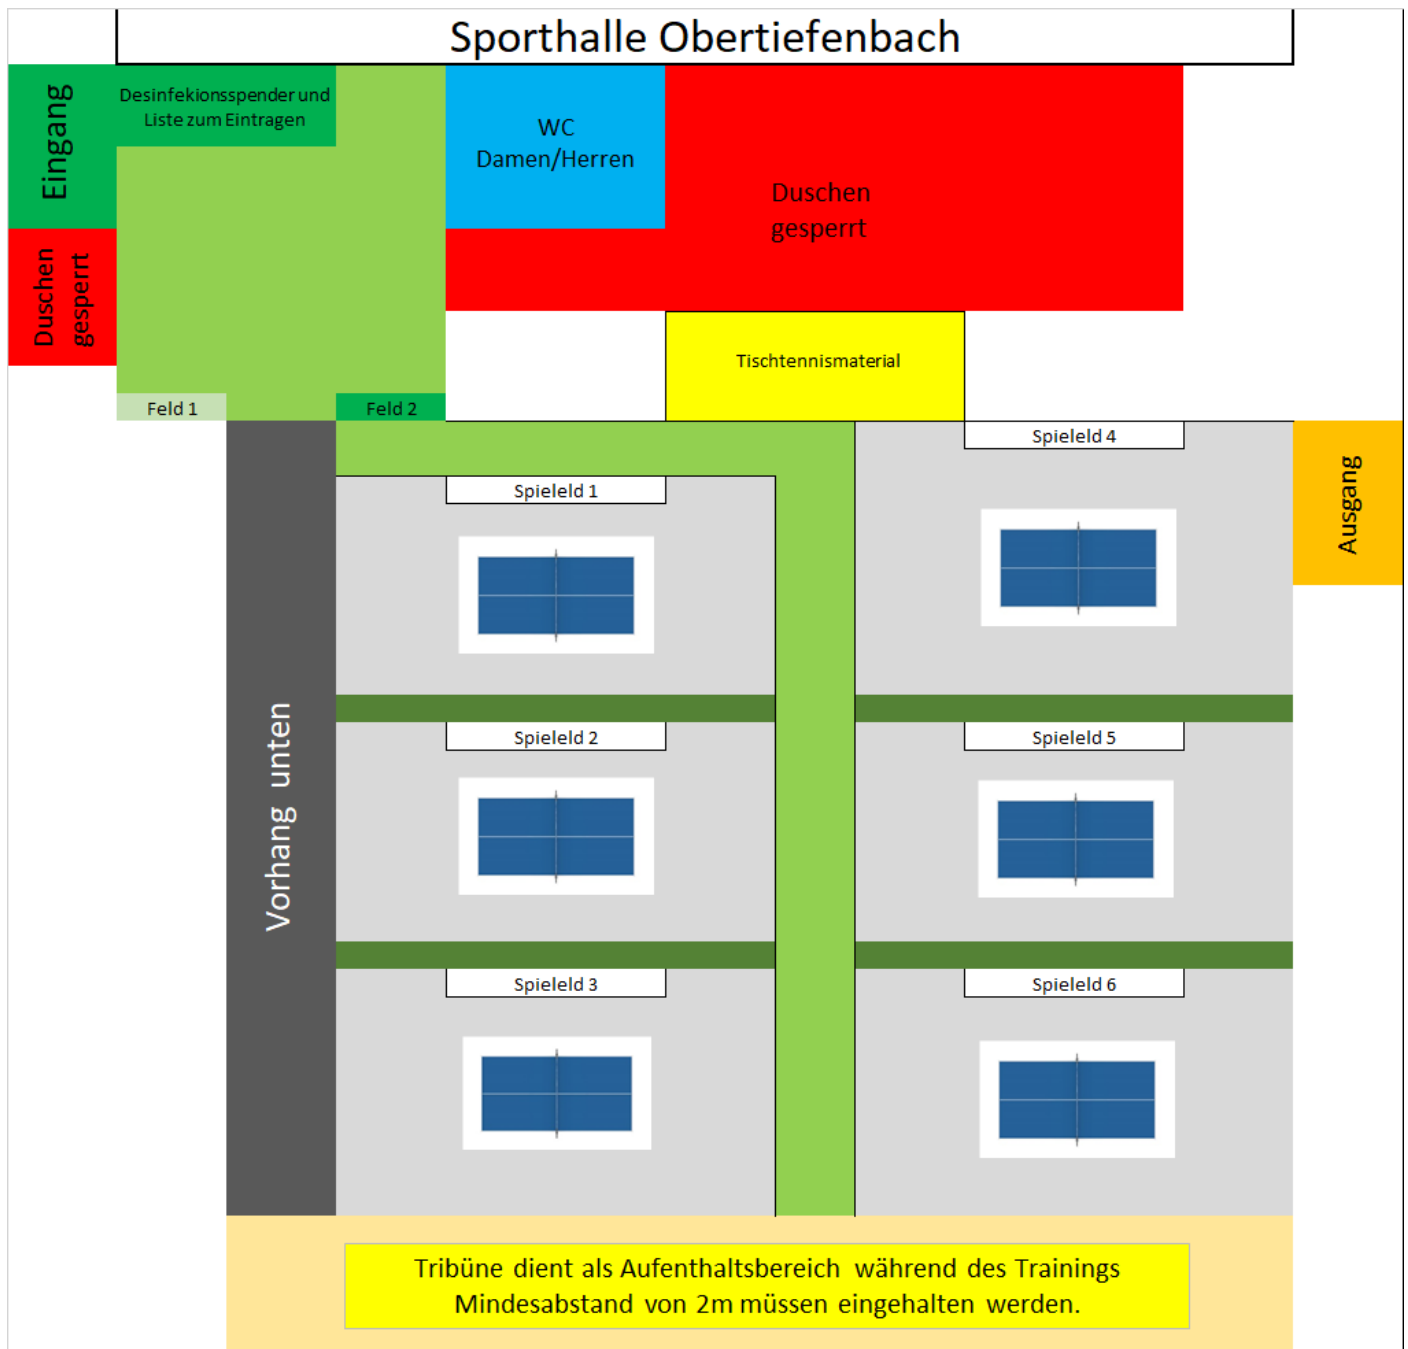 Sporthalle Obertiefenbach
Eingang
Desinfekionsspender und
Liste zum Eintragen
WC
Damen/Herren
Duschen
gesperrt
Duschen
gesperrt
Tischtennismaterial
Feld 1
Feld 2
Spieleld 4
Ausgang
Spieleld 1
Vorhang unten
Spieleld 2
Spieleld 5
Spieleld 3
Spieleld 6
Tribüne dient als Aufenthaltsbereich während des Trainings
Mindesabstand von 2m müssen eingehalten werden.